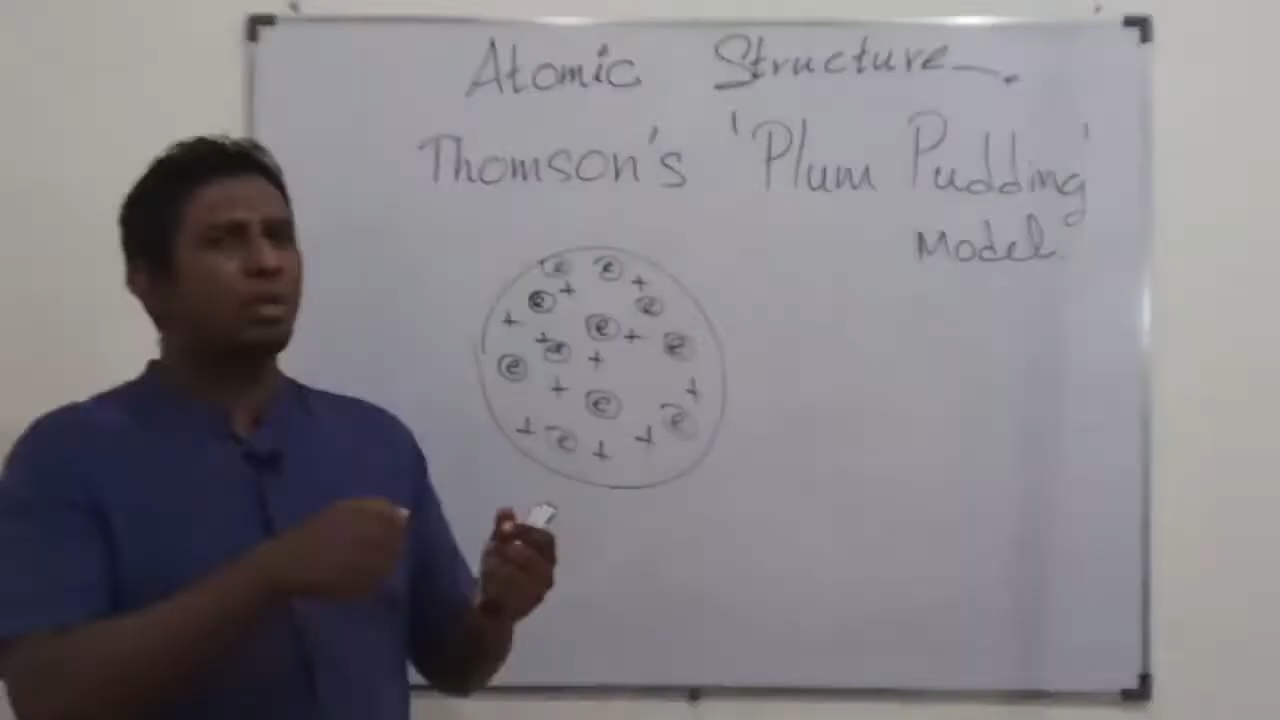 Atomic Structure.
Thomson's 'Plum Pudding'
Model
e e
+ +
e e
+ e +
+ e + e
e
+ +
e e
+ e + +